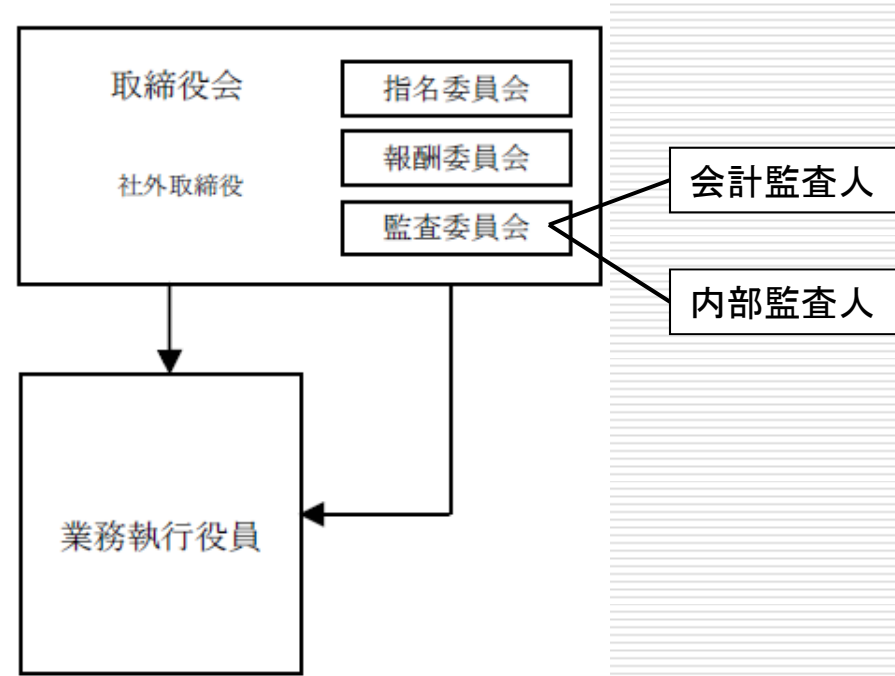 取締役会
社外取締役
指名委員会
報酬委員会
監査委員会
会計監査人
内部監査人
業務執行役員